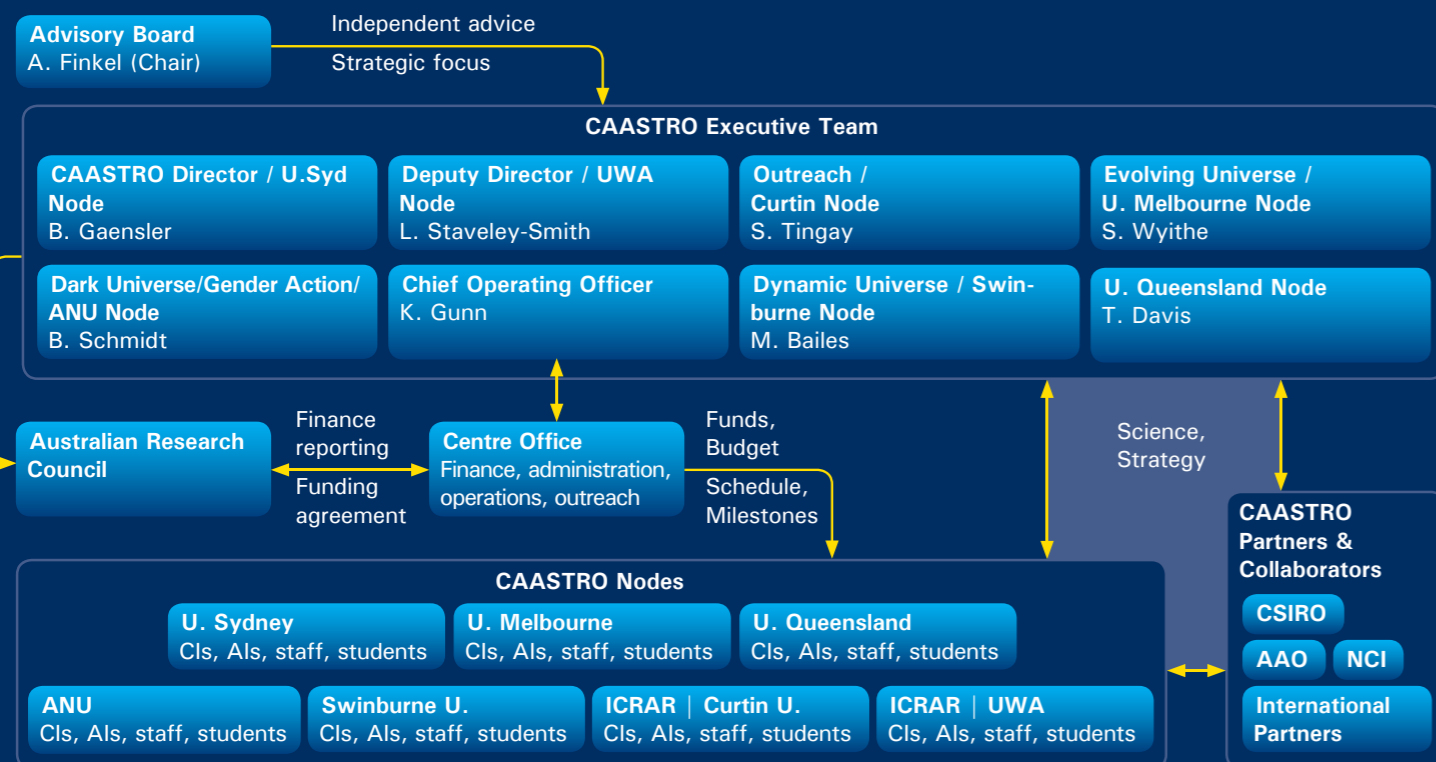 Advisory Board
A. Finkel (Chair)
Independent advice
Strategic focus
CAASTRO Executive Team
CAASTRO Director / U.Syd
Node
B. Gaensler
Deputy Director / UWA
Node
L. Staveley-Smith
Outreach /
Curtin Node
S. Tingay
Evolving Universe /
U. Melbourne Node
S. Wyithe
Dark Universe/Gender Action/
ANU Node
B. Schmidt
Chief Operating Officer
K. Gunn
Dynamic Universe / Swin-
burne Node
M. Bailes
U. Queensland Node
T. Davis
Australian Research
Council
Finance
reporting
Funding
agreement
Centre Office
Finance, administration,
operations, outreach
Funds,
Budget
Schedule,
Milestones
Science,
Strategy
CAASTRO
Partners &
Collaborators
CSIRO
AAO
NCI
International
Partners
CAASTRO Nodes
U. Sydney
CIs, AIs, staff, students
U. Melbourne
CIs, AIs, staff, students
U. Queensland
CIs, AIs, staff, students
ANU
CIs, AIs, staff, students
Swinburne U.
CIs, AIs, staff, students
ICRAR | Curtin U.
CIs, AIs, staff, students
ICRAR | UWA
CIs, AIs, staff, students